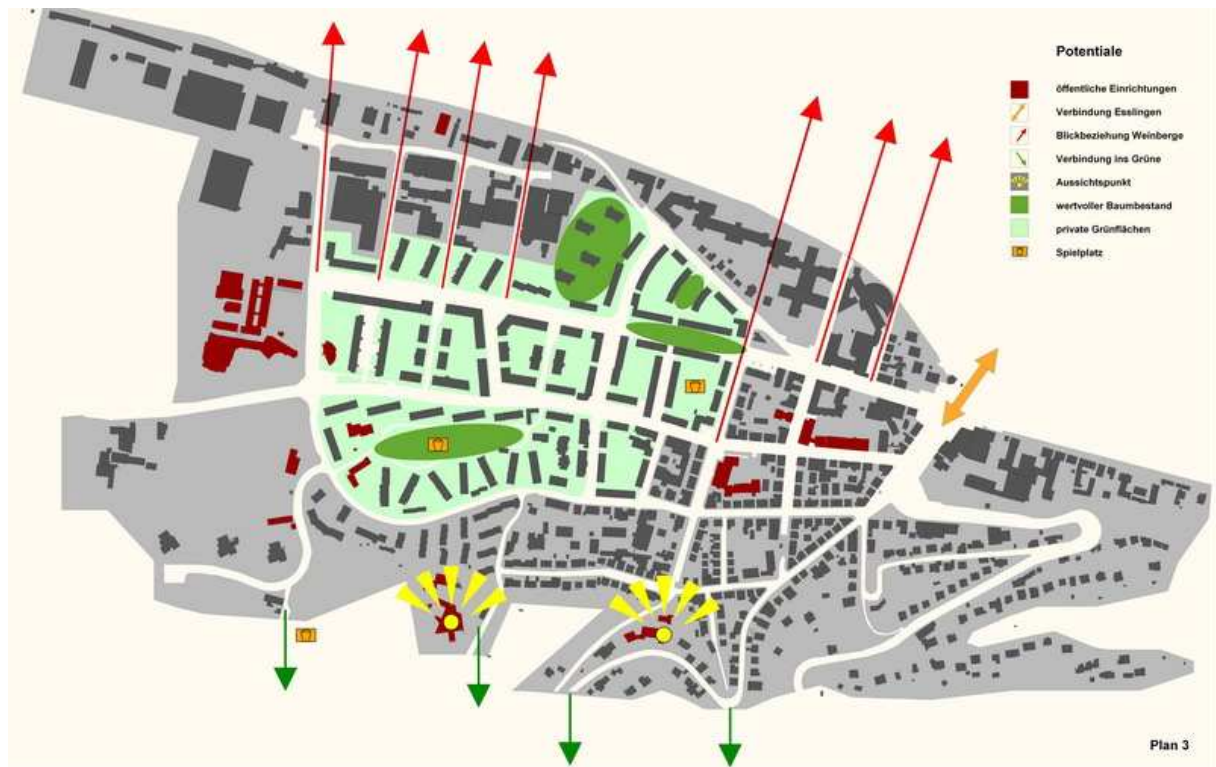 Potentiale
öffentliche Einrichtungen
Verbindung Esslingen
Blickbeziehung Weinberge
Verbindung ins Grüne
Aussichtspunkt
wertvoller Baumbestand
private Grünflächen
Spielplatz
Plan 3